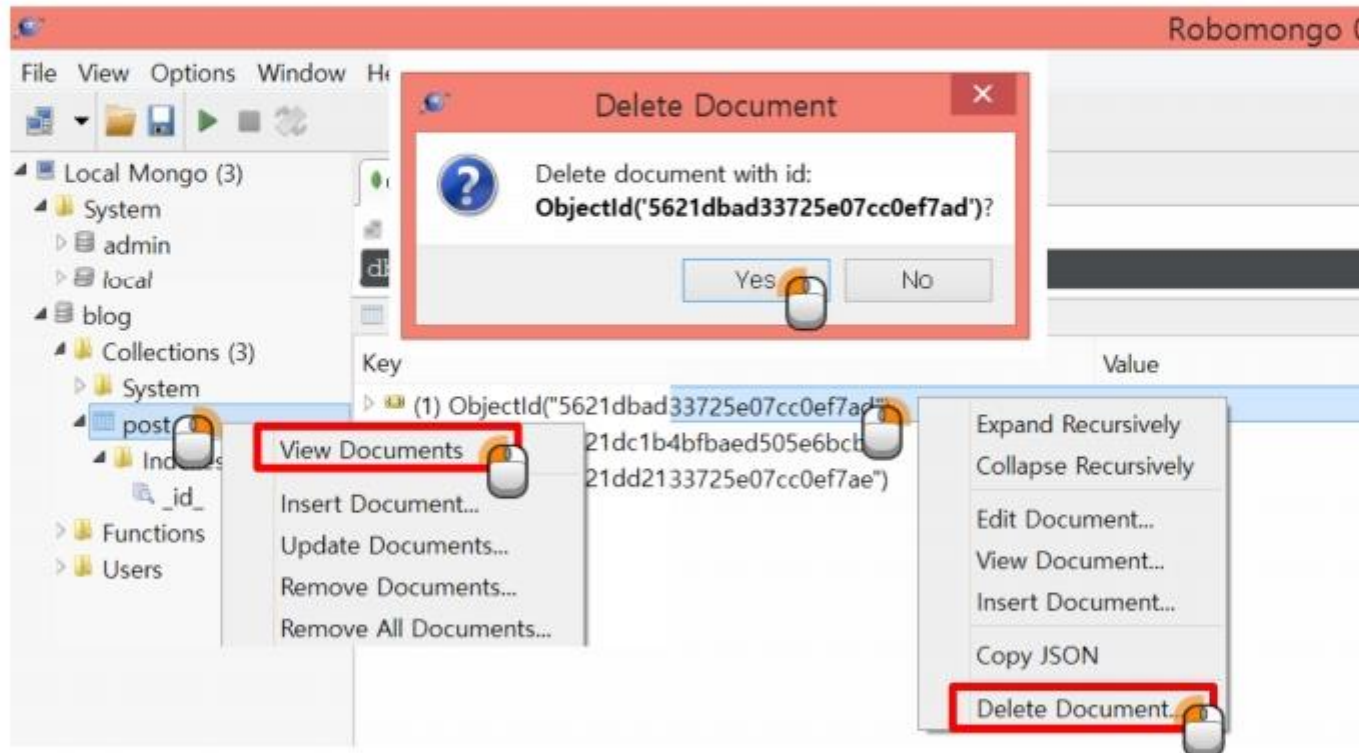 Robomongo
File View Options Window
Delete Document
Delete document with id:
ObjectId('5621dbad33725e07cc0ef7ad')?
Yes
No
Local Mongo (3)
System
admin
local
blog
Collections (3)
System
post
_id_
Functions
Users
Key
Value
(1) ObjectId("5621dbad33725e07cc0ef7ad")
21dc1b4bfbaed505e6bcb
21dd2133725e07cc0ef7ae")
View Documents
Insert Document...
Update Documents...
Remove Documents...
Remove All Documents...
Expand Recursively
Collapse Recursively
Edit Document...
View Document...
Insert Document...
Copy JSON
Delete Document...